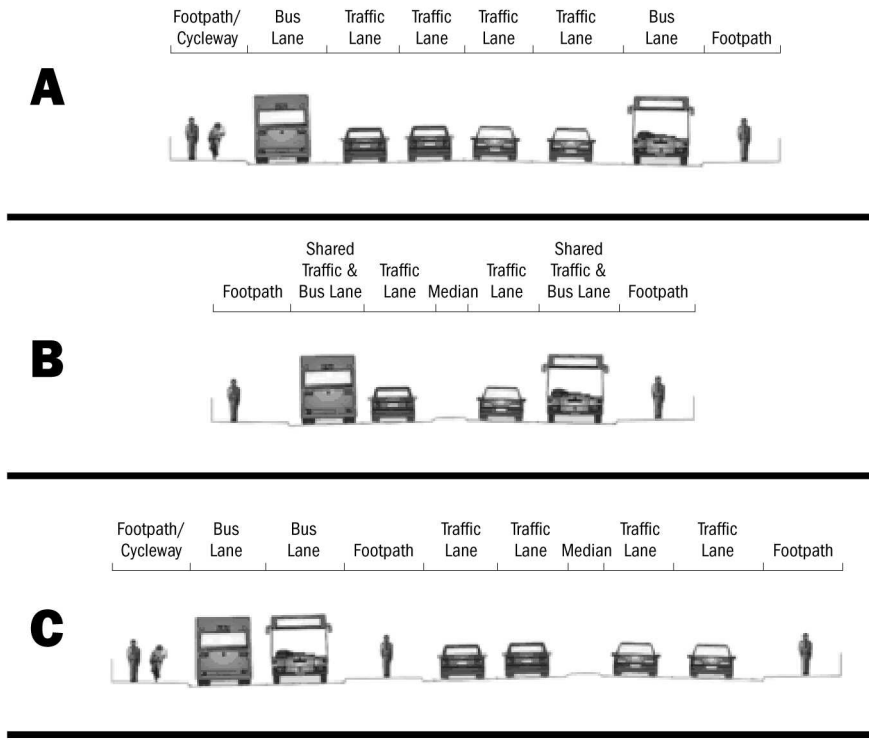 Footpath/ Cycleway
Bus Lane
Traffic Lane
Traffic Lane
Traffic Lane
Traffic Lane
Bus Lane
Footpath
A
Footpath
Shared Traffic & Bus Lane
Traffic Lane
Median
Traffic Lane
Shared Traffic & Bus Lane
Footpath
B
Footpath/ Cycleway
Bus Lane
Bus Lane
Footpath
Traffic Lane
Traffic Lane
Median
Traffic Lane
Traffic Lane
Footpath
C